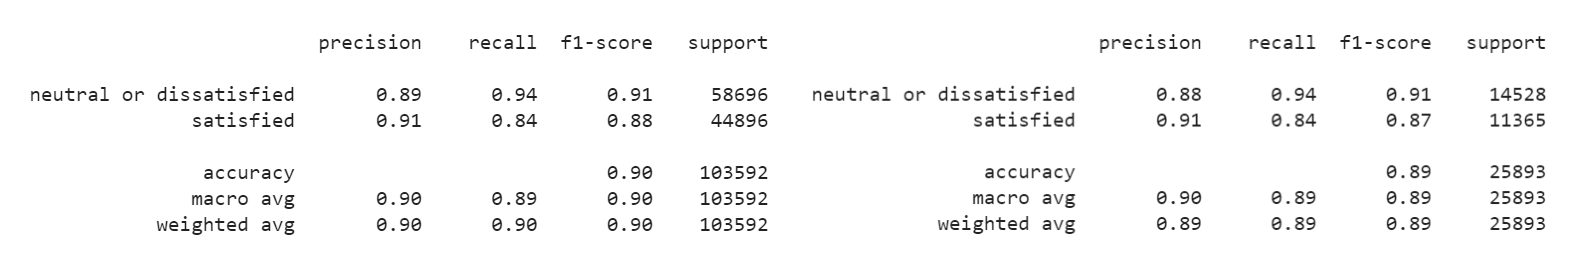 precision recall f1-score support
neutral or dissatisfied 0.89 0.94 0.91 58696
satisfied 0.91 0.84 0.88 44896
accuracy 0.90 103592
macro avg 0.90 0.89 0.90 103592
weighted avg 0.90 0.90 0.90 103592
precision recall f1-score support
neutral or dissatisfied 0.88 0.94 0.91 14528
satisfied 0.91 0.84 0.87 11365
accuracy 0.89 25893
macro avg 0.90 0.89 0.89 25893
weighted avg 0.89 0.89 0.89 25893